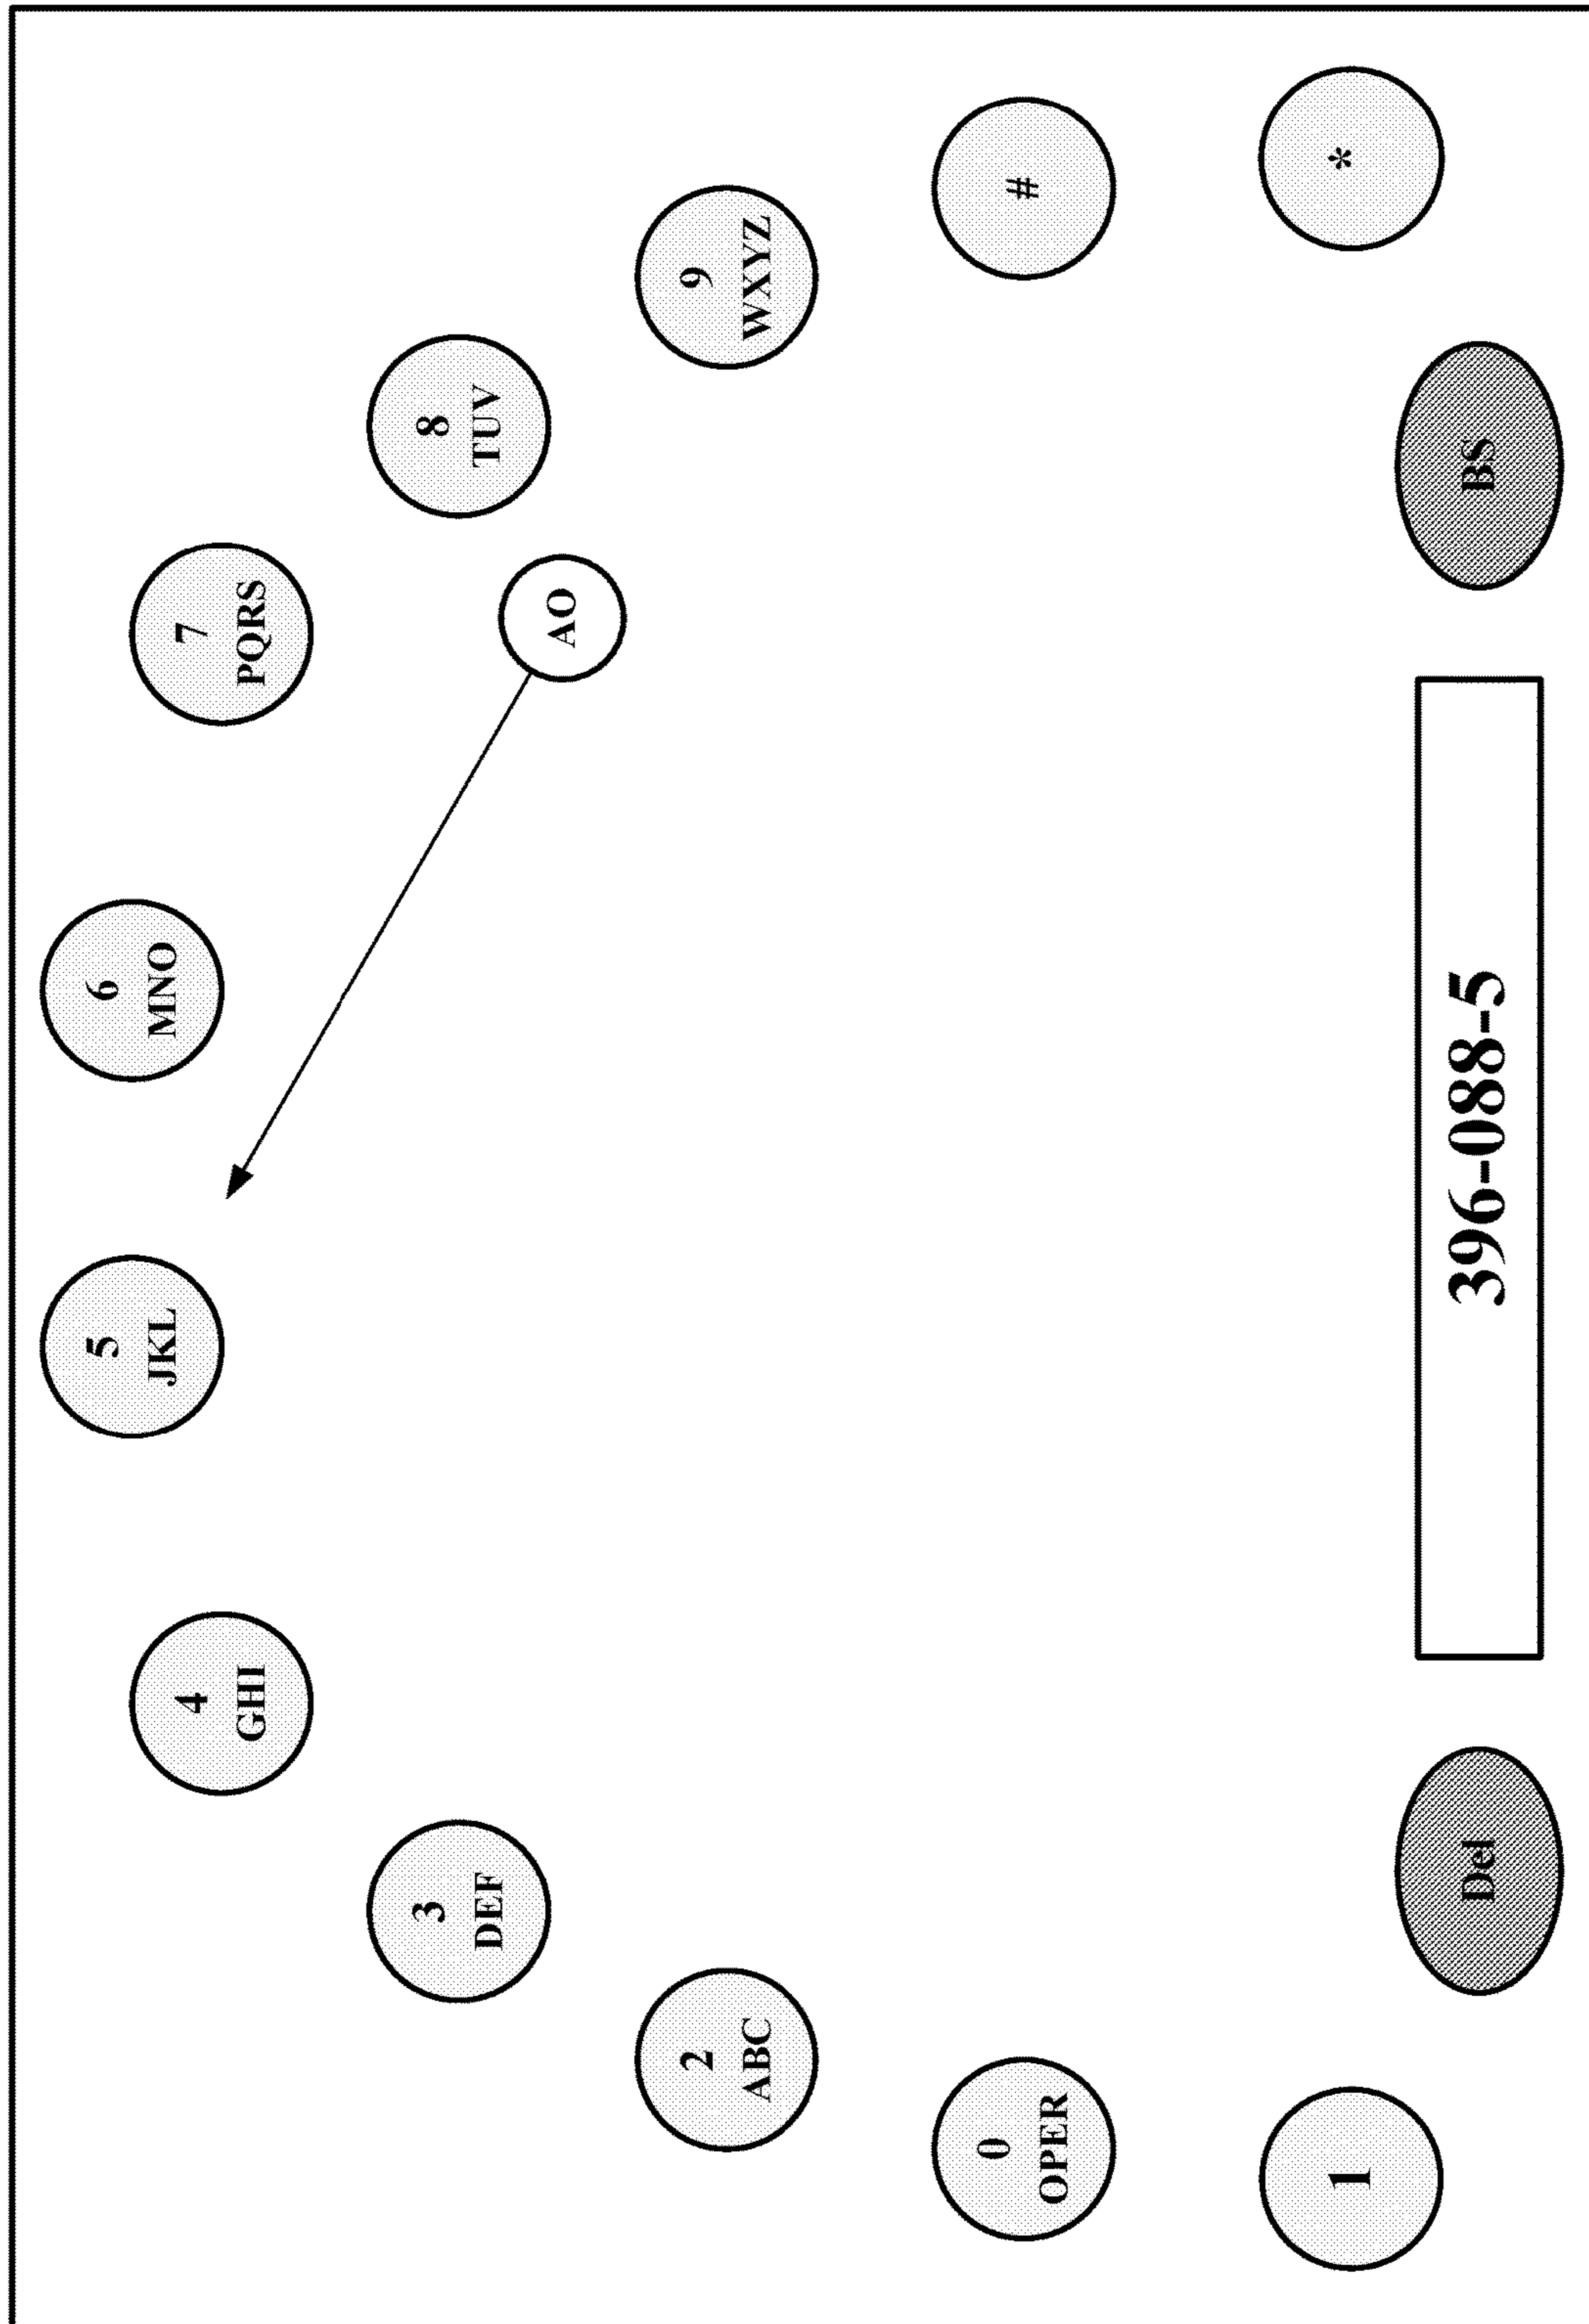 1
0
OPER
2
ABC
3
DEF
4
GHI
5
JKL
6
MNO
7
PQRS
8
TUV
9
WXYZ
#
*
AO
Del
396-088-5
BS